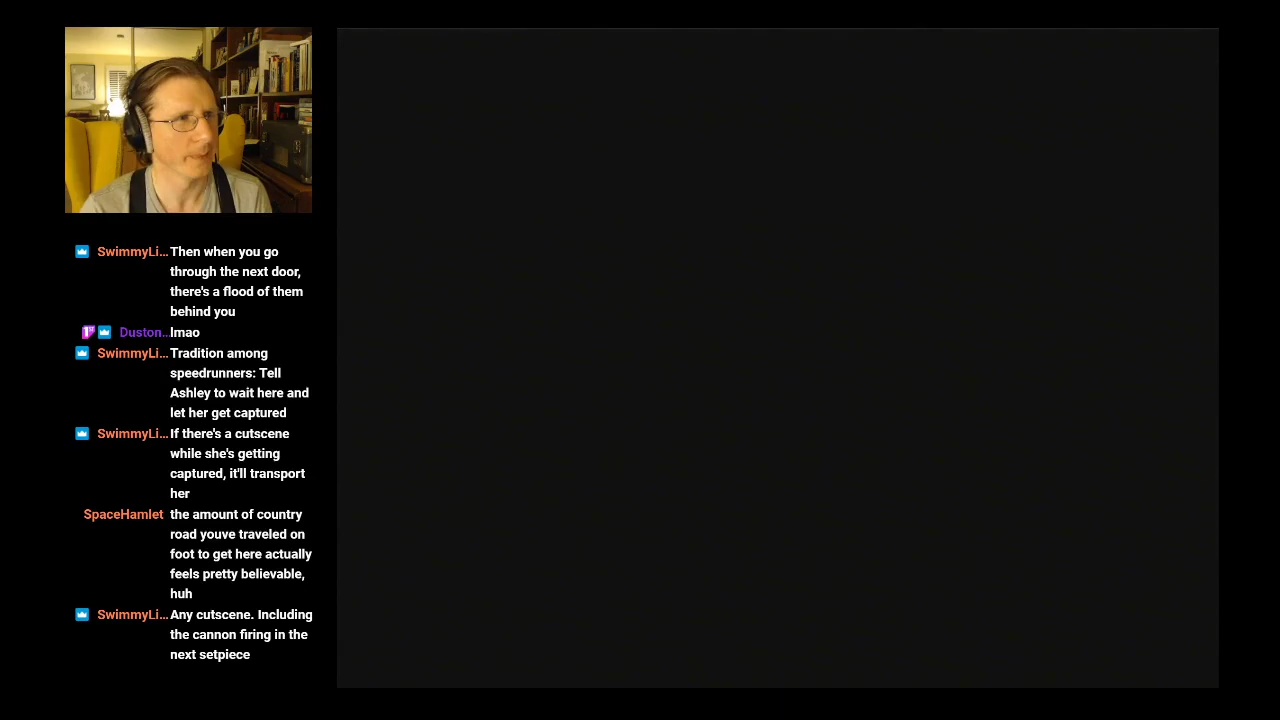 SwimmyLi... Then when you go
through the next door,
there's a flood of them
behind you
Duston... lmao
SwimmyLi... Tradition among
speedrunners: Tell
Ashley to wait here and
let her get captured
SwimmyLi... If there's a cutscene
while she's getting
captured, it'll transport
her
SpaceHamlet the amount of country
road youve traveled on
foot to get here actually
feels pretty believable,
huh
SwimmyLi... Any cutscene. Including
the cannon firing in the
next setpiece